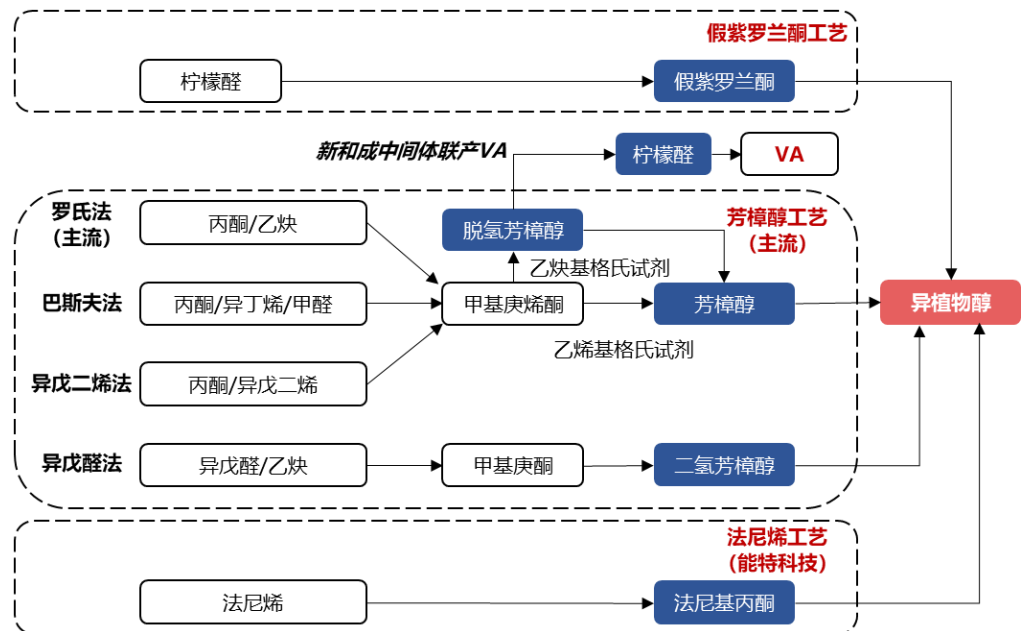 假紫罗兰酮工艺
柠檬醛
假紫罗兰酮
新和成中间体联产VA
柠檬醛
VA
罗氏法
（主流）
丙酮/乙炔
脱氢芳樟醇
芳樟醇工艺
（主流）
乙炔基格氏试剂
巴斯夫法
丙酮/异丁烯/甲醛
甲基庚烯酮
芳樟醇
异植物醇
乙烯基格氏试剂
异戊二烯法
丙酮/异戊二烯
异戊醛法
异戊醛/乙炔
甲基庚酮
二氢芳樟醇
法尼烯工艺
（能特科技）
法尼烯
法尼基丙酮